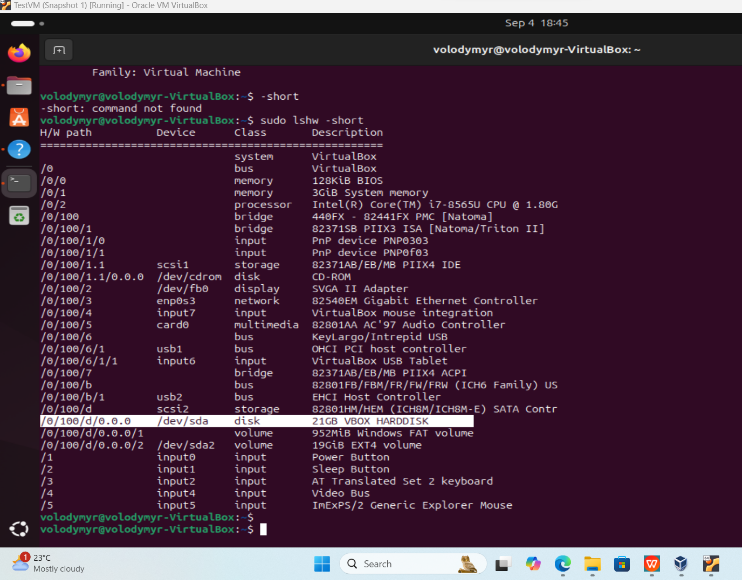 TestVM (Snapshot 1) [Running] - Oracle VM VirtualBox
Sep 4 18:45
volodymyr@volodymyr-VirtualBox: ~
Family: Virtual Machine
volodymyr@volodymyr-VirtualBox:~$ -short
-short: command not found
volodymyr@volodymyr-VirtualBox:~$ sudo lshw -short
H/W path Device Class Description
====================================================
system VirtualBox
/0 bus VirtualBox
/0/0 memory 128KiB BIOS
/0/1 memory 3GiB System memory
/0/2 processor Intel(R) Core(TM) i7-8565U CPU @ 1.80G
/0/100 bridge 440FX - 82441FX PMC [Natoma]
/0/100/1 bridge 82371SB PIIX3 ISA [Natoma/Triton II]
/0/100/1/0 input PnP device PNP0303
/0/100/1/1 input PnP device PNP0f03
/0/100/1.1 scsi1 storage 82371AB/EB/MB PIIX4 IDE
/0/100/1.1/0.0.0 /dev/cdrom disk CD-ROM
/0/100/2 /dev/fb0 display SVGA II Adapter
/0/100/3 enp0s3 network 82540EM Gigabit Ethernet Controller
/0/100/4 input7 input VirtualBox mouse integration
/0/100/5 card0 multimedia 82801AA AC'97 Audio Controller
/0/100/6 bus KeyLargo/Intrepid USB
/0/100/6/1 usb1 bus OHCI PCI host controller
/0/100/6/1/1 input6 input VirtualBox USB Tablet
/0/100/7 bridge 82371AB/EB/MB PIIX4 ACPI
/0/100/b bus 82801FB/FBM/FR/FW/FRW (ICH6 Family) US
/0/100/b/1 usb2 bus EHCI Host Controller
/0/100/d scsi2 storage 82801HM/HEM (ICH8M/ICH8M-E) SATA Contr
/0/100/d/0.0.0 /dev/sda disk 21GB VBOX HARDDISK
/0/100/d/0.0.0/1 volume 952MiB Windows FAT volume
/0/100/d/0.0.0/2 /dev/sda2 volume 19GiB EXT4 volume
/1 input0 input Power Button
/2 input1 input Sleep Button
/3 input2 input AT Translated Set 2 keyboard
/4 input4 input Video Bus
/5 input5 input ImExPS/2 Generic Explorer Mouse
volodymyr@volodymyr-VirtualBox:~$
volodymyr@volodymyr-VirtualBox:~$
1
23°C
Mostly cloudy
Search